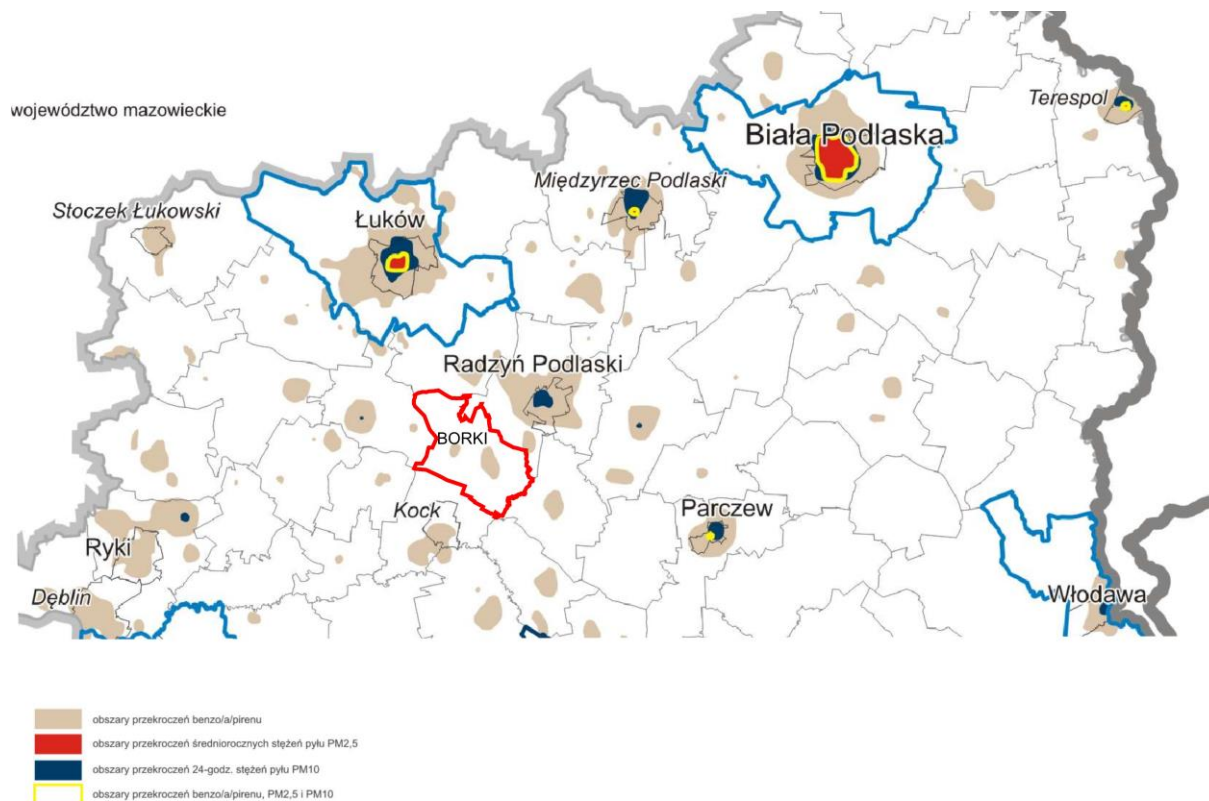 województwo mazowieckie
Terespol
Biała Podlaska
Międzyrzec Podlaski
Stoczek Łukowski
Łuków
Radzyń Podlaski
BORKI
Kock
Parczew
Ryki
Dęblin
Włodawa
obszary przekroczeń benzo/a/pirenu
obszary przekroczeń średniorocznych stężeń pyłu PM2,5
obszary przekroczeń 24-godz. stężeń pyłu PM10
obszary przekroczeń benzo/a/pirenu, PM2,5 i PM10